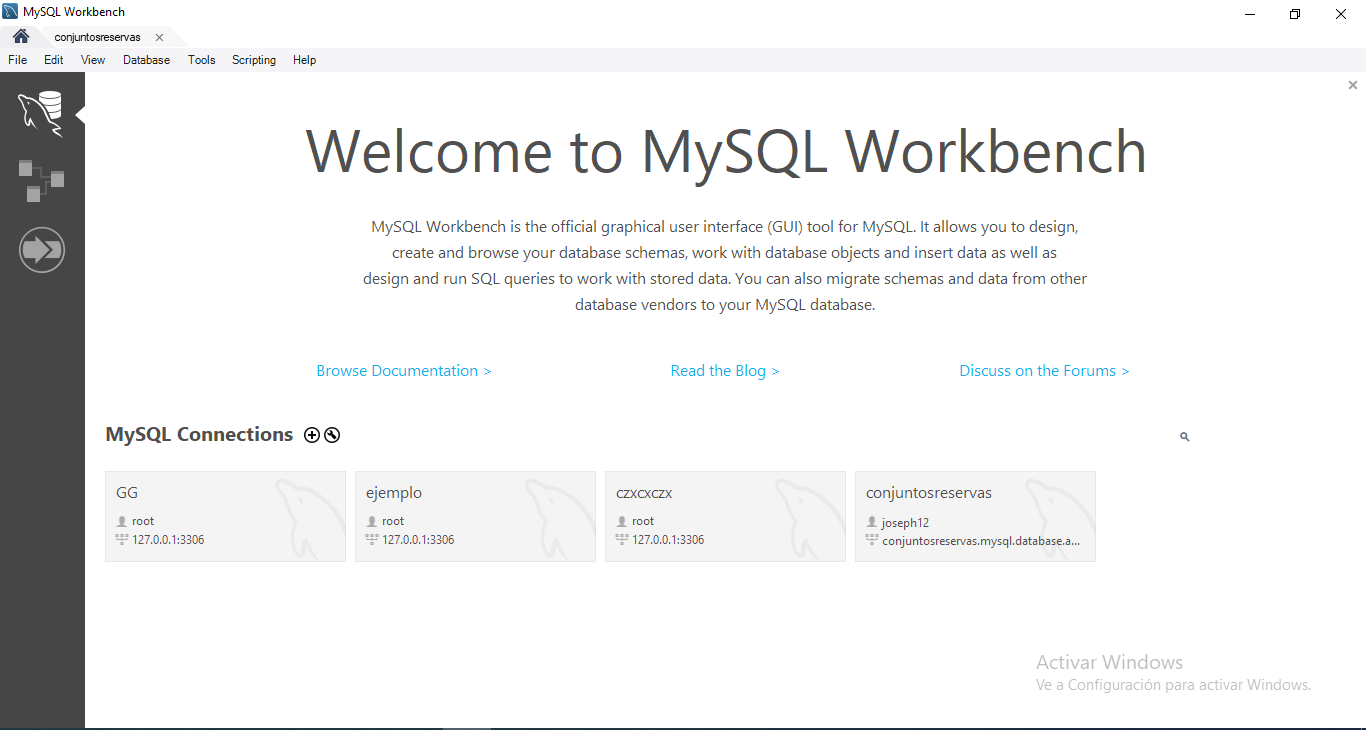 MySQL Workbench
conjuntosreservas
File Edit View Database Tools Scripting Help
Welcome to MySQL Workbench
MySQL Workbench is the official graphical user interface (GUI) tool for MySQL. It allows you to design,
create and browse your database schemas, work with database objects and insert data as well as
design and run SQL queries to work with stored data. You can also migrate schemas and data from other
database vendors to your MySQL database.
Browse Documentation > Read the Blog > Discuss on the Forums >
MySQL Connections
GG
root
127.0.0.1:3306
ejemplo
root
127.0.0.1:3306
czxcxczx
root
127.0.0.1:3306
conjuntosreservas
joseph12
conjuntosreservas.mysql.database.a...
Activar Windows
Ve a Configuración para activar Windows.